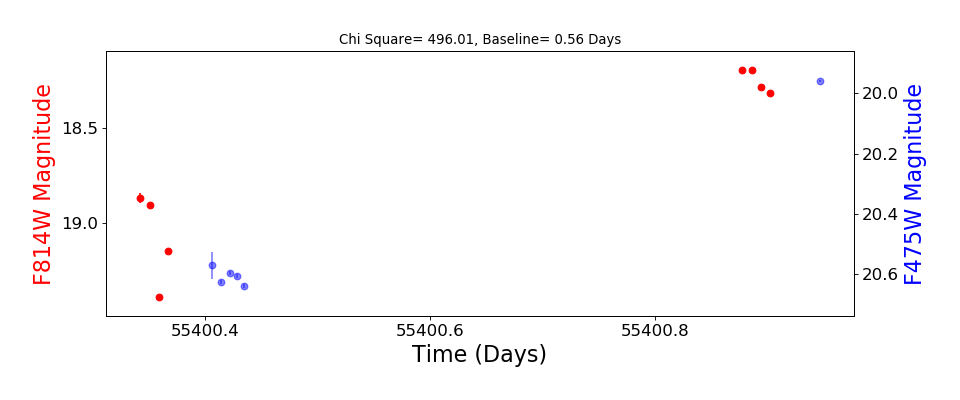 Chi Square= 496.01, Baseline= 0.56 Days
F814W Magnitude
18.5
19.0
20.0
20.2
20.4
20.6
F475W Magnitude
55400.4
55400.6
55400.8
Time (Days)